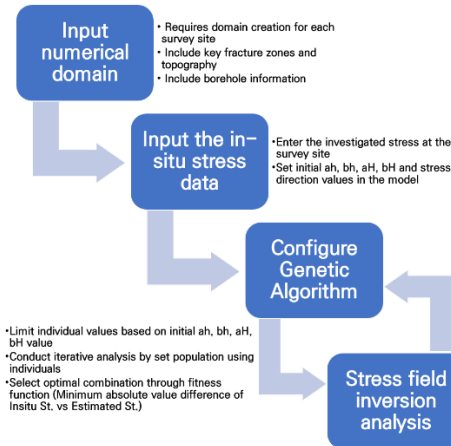 Input
numerical
domain
• Requires domain creation for each
survey site
• Include key fracture zones and
topography
• Include borehole information
Input the in-
situ stress
data
•Enter the investigated stress at the
survey site
•Set initial ah, bh, aH, bH and stress
direction values in the model
Configure
Genetic
Algorithm
•Limit individual values based on initial ah, bh, aH,
bH value
•Conduct iterative analysis by set population using
individuals
•Select optimal combination through fitness
function (Minimum absolute value difference of
Insitu St. vs Estimated St.)
Stress field
inversion
analysis